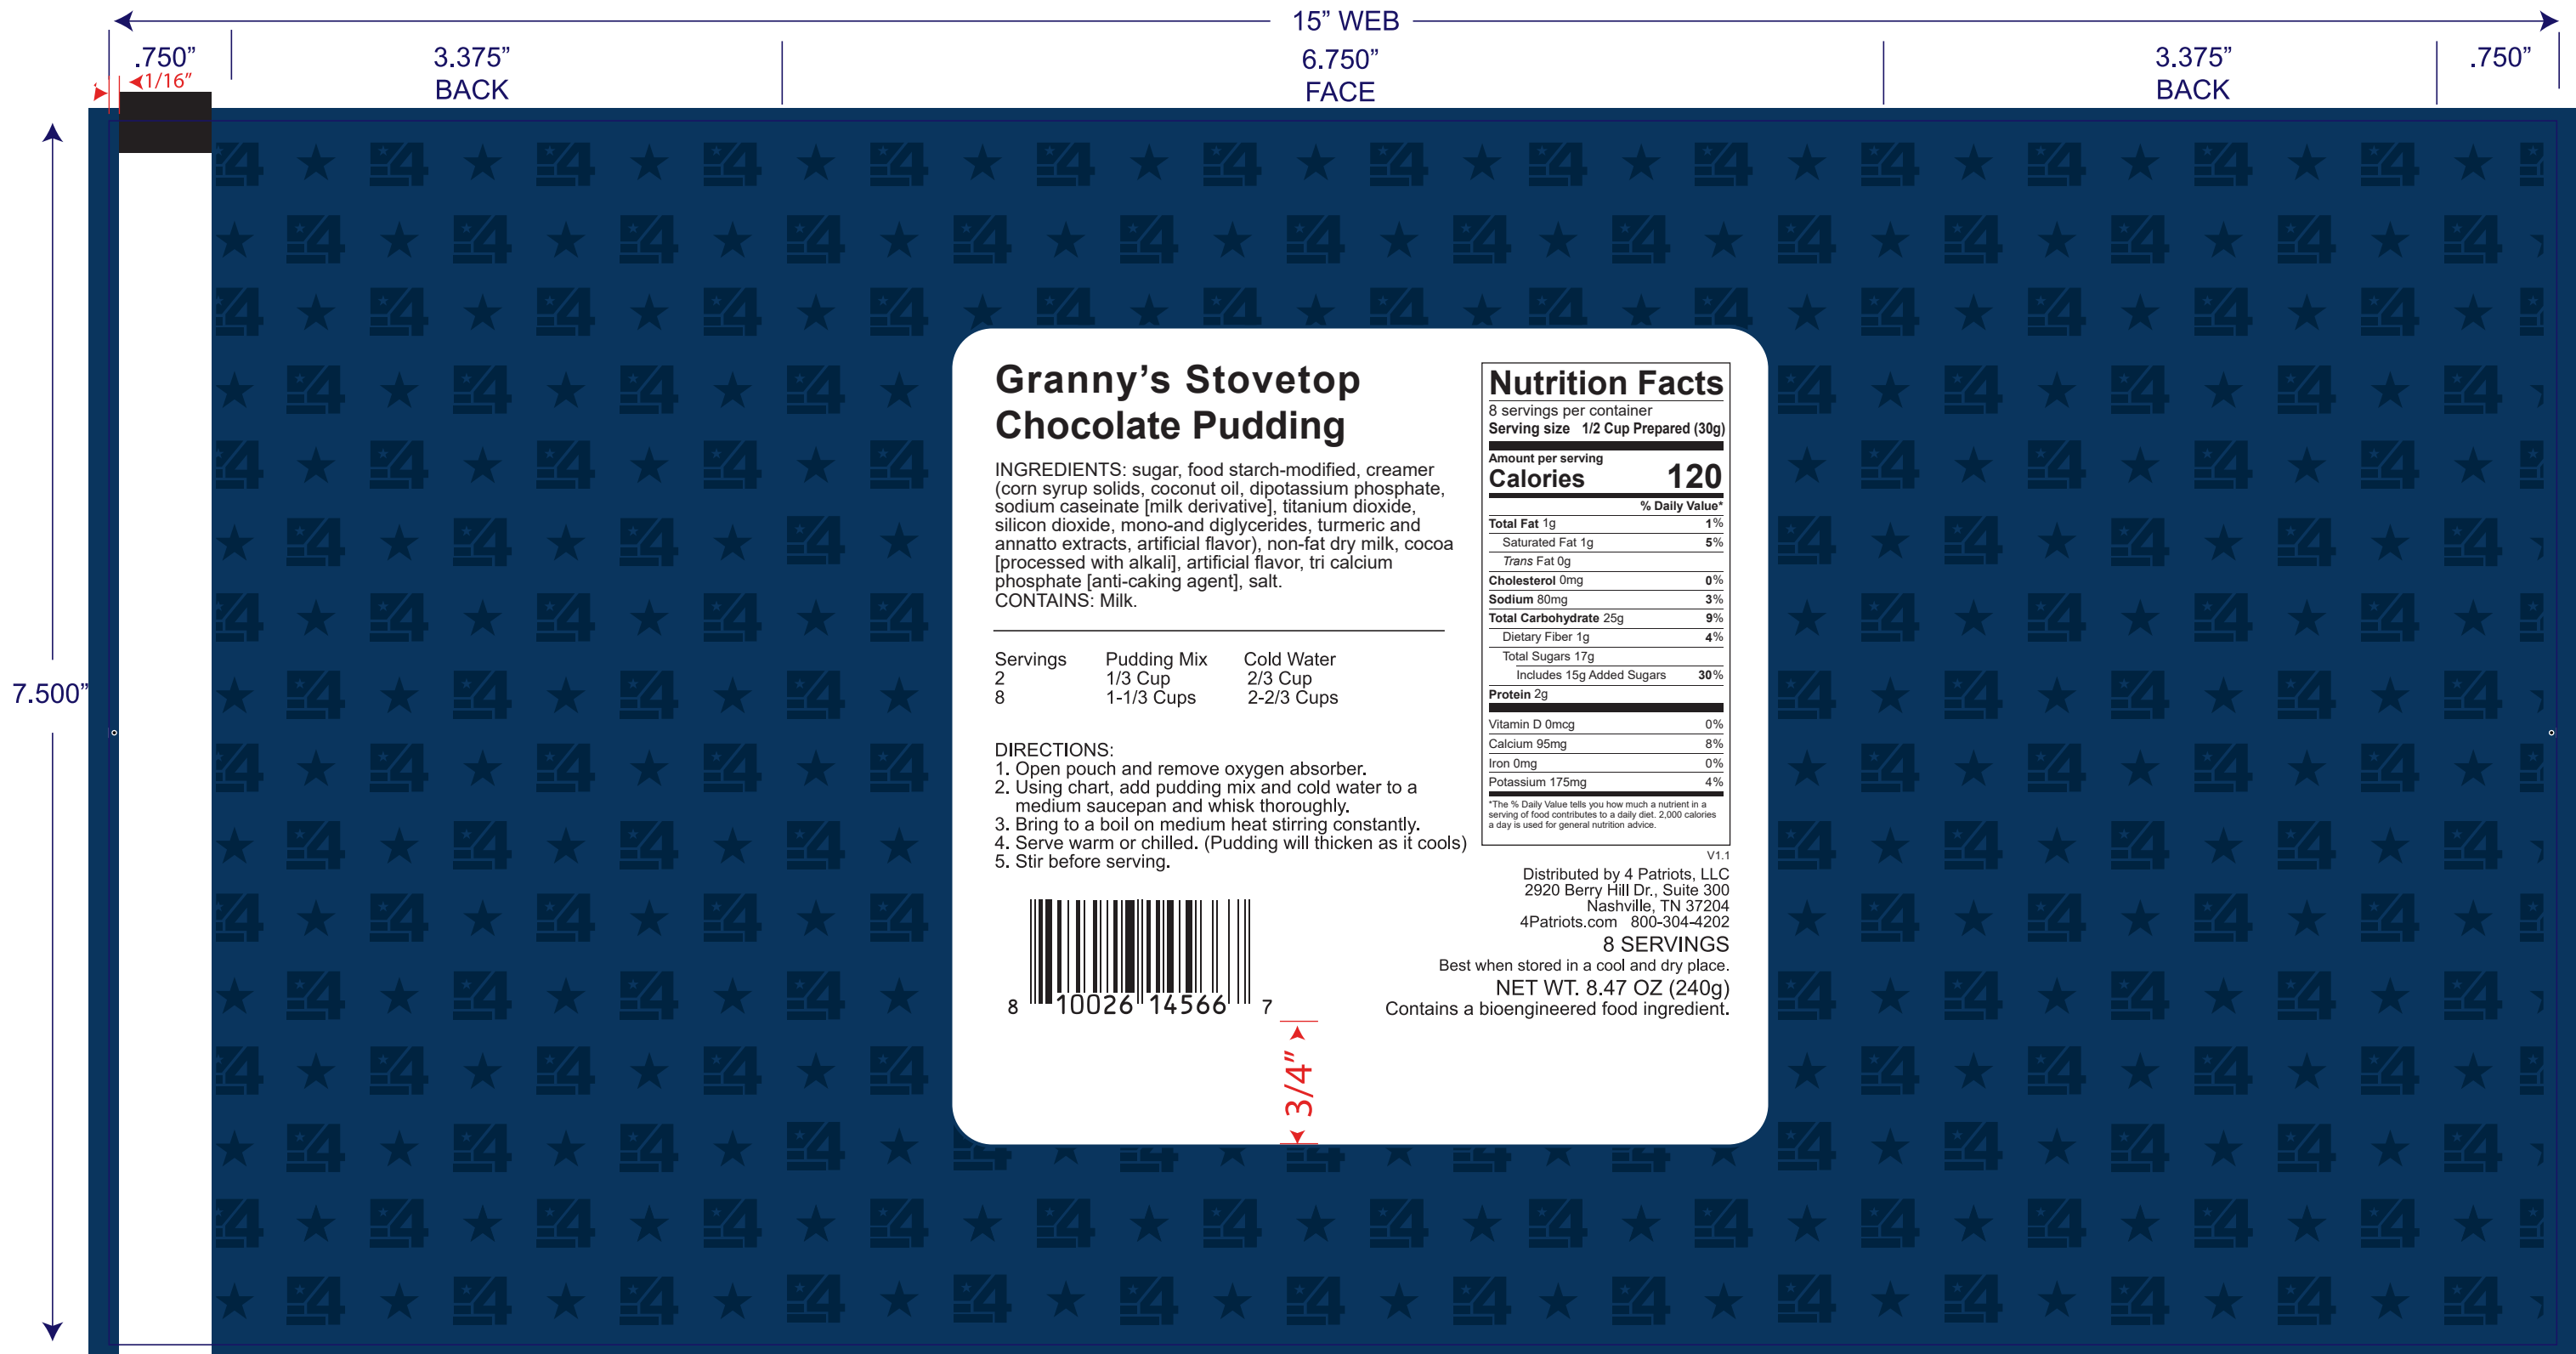 15” WEB
.750”
3.375”
BACK
6.750”
FACE
3.375”
BACK
.750”
1/16”
7.500”
Granny’s Stovetop
Chocolate Pudding
INGREDIENTS: sugar, food starch-modified, creamer
(corn syrup solids, coconut oil, dipotassium phosphate,
sodium caseinate [milk derivative], titanium dioxide,
silicon dioxide, mono-and diglycerides, turmeric and
annatto extracts, artificial flavor), non-fat dry milk, cocoa
[processed with alkali], artificial flavor, tri calcium
phosphate [anti-caking agent], salt.
CONTAINS: Milk.
Servings Pudding Mix Cold Water
2 1/3 Cup 2/3 Cup
8 1-1/3 Cups 2-2/3 Cups
DIRECTIONS:
1. Open pouch and remove oxygen absorber.
2. Using chart, add pudding mix and cold water to a
medium saucepan and whisk thoroughly.
3. Bring to a boil on medium heat stirring constantly.
4. Serve warm or chilled. (Pudding will thicken as it cools)
5. Stir before serving.
8 10026 14566 7
3/4”
Nutrition Facts
8 servings per container
Serving size 1/2 Cup Prepared (30g)
Amount per serving
Calories 120
% Daily Value*
Total Fat 1g 1%
Saturated Fat 1g 5%
Trans Fat 0g
Cholesterol 0mg 0%
Sodium 80mg 3%
Total Carbohydrate 25g 9%
Dietary Fiber 1g 4%
Total Sugars 17g
Includes 15g Added Sugars 30%
Protein 2g
Vitamin D 0mcg 0%
Calcium 95mg 8%
Iron 0mg 0%
Potassium 175mg 4%
*The % Daily Value tells you how much a nutrient in a
serving of food contributes to a daily diet. 2,000 calories
a day is used for general nutrition advice.
V1.1
Distributed by 4 Patriots, LLC
2920 Berry Hill Dr., Suite 300
Nashville, TN 37204
4Patriots.com 800-304-4202
8 SERVINGS
Best when stored in a cool and dry place.
NET WT. 8.47 OZ (240g)
Contains a bioengineered food ingredient.